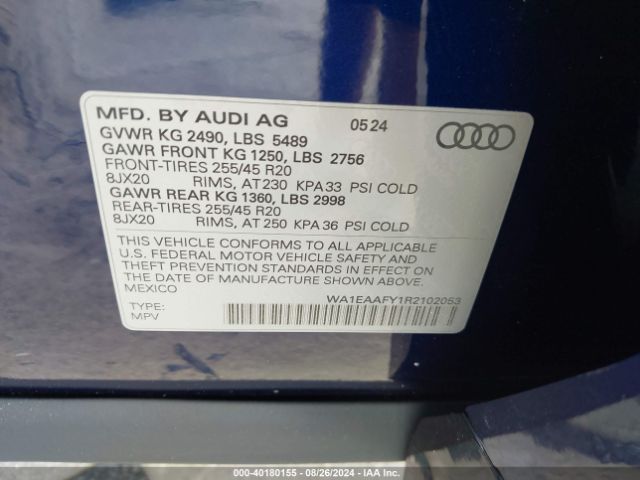 MFD. BY AUDI AG 05 24
GVWR KG 2490, LBS 5489
GAWR FRONT KG 1250, LBS 2756
FRONT-TIRES 255/45 R20
8JX20 RIMS, AT 230 KPA 33 PSI COLD
GAWR REAR KG 1360, LBS 2998
REAR-TIRES 255/45 R20
8JX20 RIMS, AT 250 KPA 36 PSI COLD
THIS VEHICLE CONFORMS TO ALL APPLICABLE
U.S. FEDERAL MOTOR VEHICLE SAFETY AND
THEFT PREVENTION STANDARDS IN EFFECT ON
THE DATE OF MANUFACTURE SHOWN ABOVE.
MEXICO
WA1EAAFY1R2102053
TYPE:
MPV
000-40180155 - 08/26/2024 - IAA Inc.